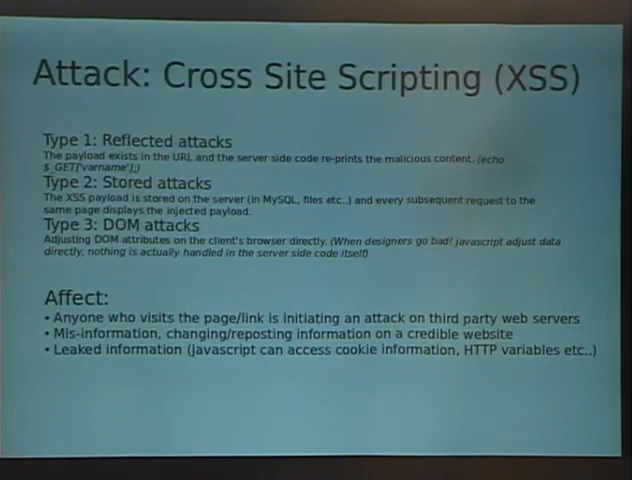 Attack: Cross Site Scripting (XSS)
Type 1: Reflected attacks
The payload exists in the URL and the server side code re-prints the malicious content. (echo
$_GET['varname'];)
Type 2: Stored attacks
The XSS payload is stored on the server (in MySQL, files etc..) and every subsequent request to the
same page displays the injected payload.
Type 3: DOM attacks
Adjusting DOM attributes on the client's browser directly. (When designers go bad! javascript adjust data
directly, nothing is actually handled in the server side code itself)
Affect:
• Anyone who visits the page/link is initiating an attack on third party web servers
• Mis-information, changing/reposting information on a credible website
• Leaked information (javascript can access cookie information, HTTP variables etc..)